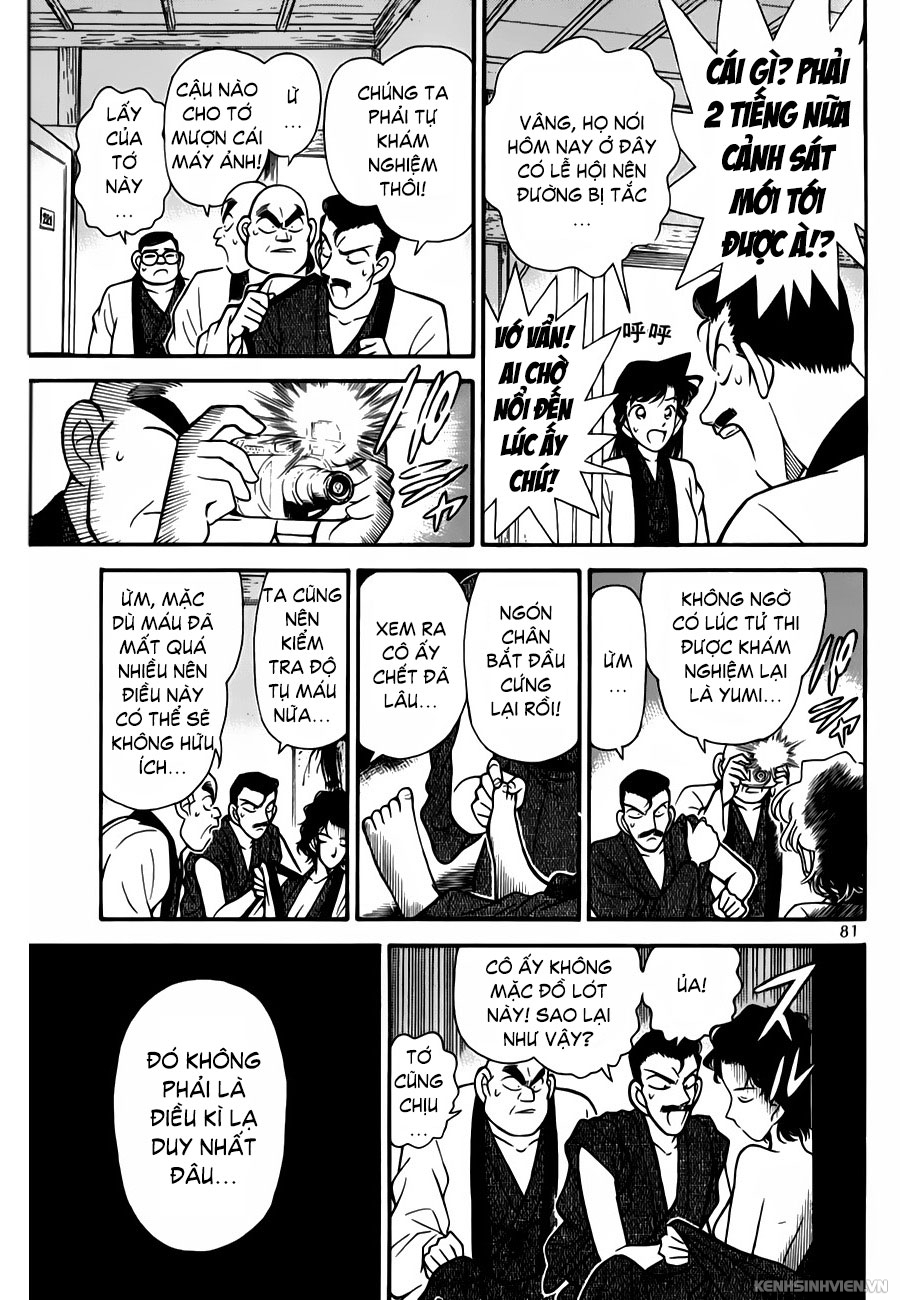 CÁI GÌ? PHẢI
2 TIẾNG NỮA
CẢNH SÁT
MỚI TỚI
ĐƯỢC À!?
VÂNG, HỌ NÓI
HÔM NAY Ở ĐÂY
CÓ LỄ HỘI NÊN
ĐƯỜNG BỊ TẮC
...
呼呼
VỚ VẨN!
AI CHỜ
NỔI ĐẾN
LÚC ẤY
CHỨ!
CHÚNG TA
PHẢI TỰ
KHÁM
NGHIỆM
THÔI!
Ừ
...
CẬU NÀO
CHO TỚ
MƯỢN CÁI
MÁY ẢNH!
LẤY
CỦA
TỚ
NÀY
...
221
KHÔNG NGỜ
CÓ LÚC TỬ THI
ĐƯỢC KHÁM
NGHIỆM LẠI
LÀ YUMI...
ỪM
...
NGÓN
CHÂN
BẮT ĐẦU
CỨNG
LẠI RỒI!
XEM RA
CÔ ẤY
CHẾT ĐÃ
LÂU...
TA CŨNG
NÊN
KIỂM
TRA ĐỘ
TỤ MÁU
NỮA...
ỪM, MẶC
DÙ MÁU ĐÃ
MẤT QUÁ
NHIỀU NÊN
ĐIỀU NÀY
CÓ THỂ SẼ
KHÔNG HỮU
ÍCH...
81
ỦA!
CÔ ẤY KHÔNG
MẶC ĐỒ LÓT
NÀY! SAO LẠI
NHƯ VẬY?
TỚ
CŨNG
CHỊU
...
ĐÓ KHÔNG
PHẢI LÀ
ĐIỀU KÌ LẠ
DUY NHẤT
ĐÂU...
KENHSINHVIEN.VN